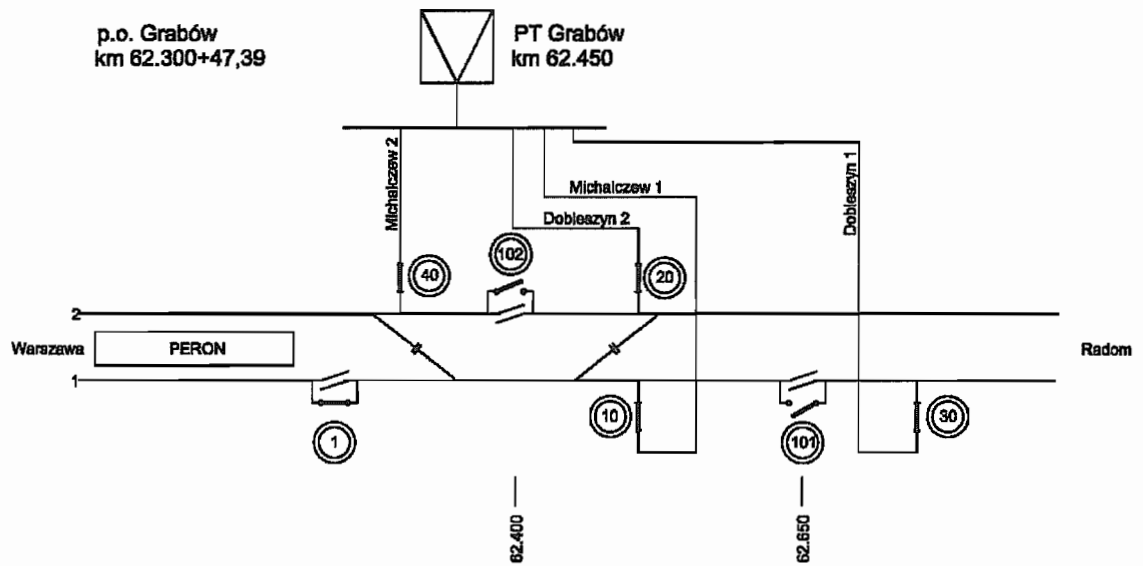 p.o. Grabów
km 62.300+47,39
PT Grabów
km 62.450
Michalczew 2
Michalczew 1
Dobieszyn 2
Dobieszyn 1
102
40
20
2
Warszawa
PERON
Radom
1
1
10
101
30
62.400
62.650